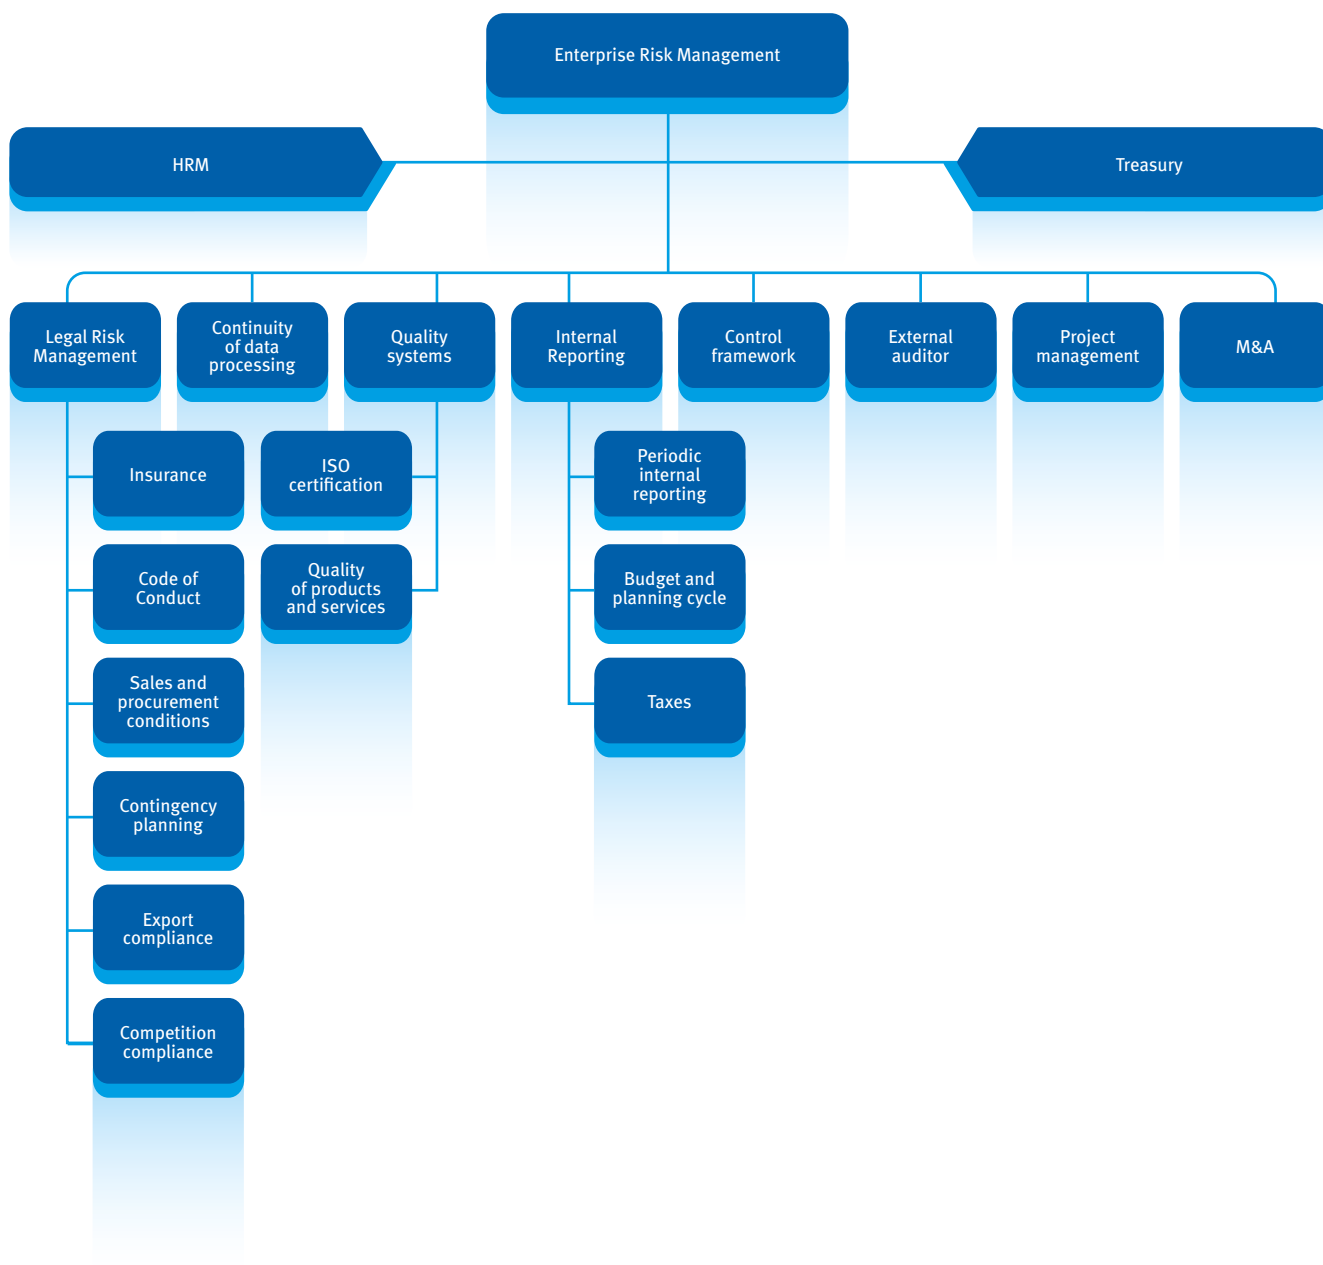 Enterprise Risk Management
HRM
Treasury
Legal Risk
Management
Continuity
of data
processing
Quality
systems
Internal
Reporting
Control
framework
External
auditor
Project
management
M&A
Insurance
Code of
Conduct
Sales and
procurement
conditions
Contingency
planning
Export
compliance
Competition
compliance
ISO
certification
Quality
of products
and services
Periodic
internal
reporting
Budget and
planning cycle
Taxes